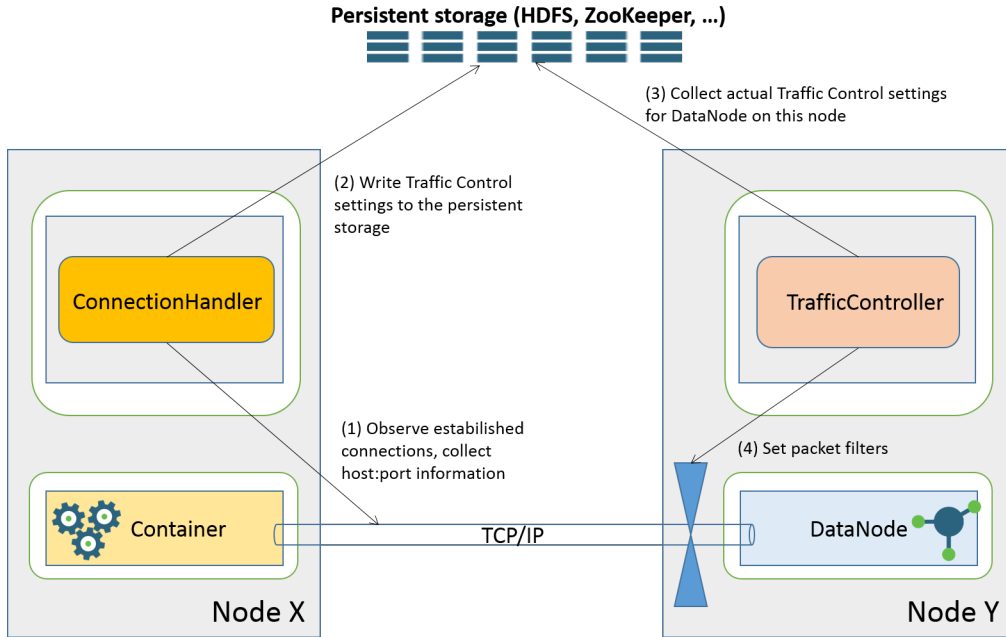 Persistent storage (HDFS, ZooKeeper, ...)
(3) Collect actual Traffic Control settings
for DataNode on this node
(2) Write Traffic Control
settings to the persistent
storage
ConnectionHandler
TrafficController
(1) Observe estabilished
connections, collect
host:port information
(4) Set packet filters
Container
TCP/IP
DataNode
Node X
Node Y